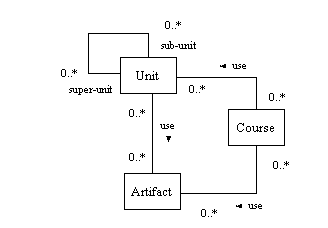 0..*
sub-unit
0..*
super-unit
Unit
use
0..*
0..*
0..*
use
Course
0..*
0..*
Artifact
0..*
use